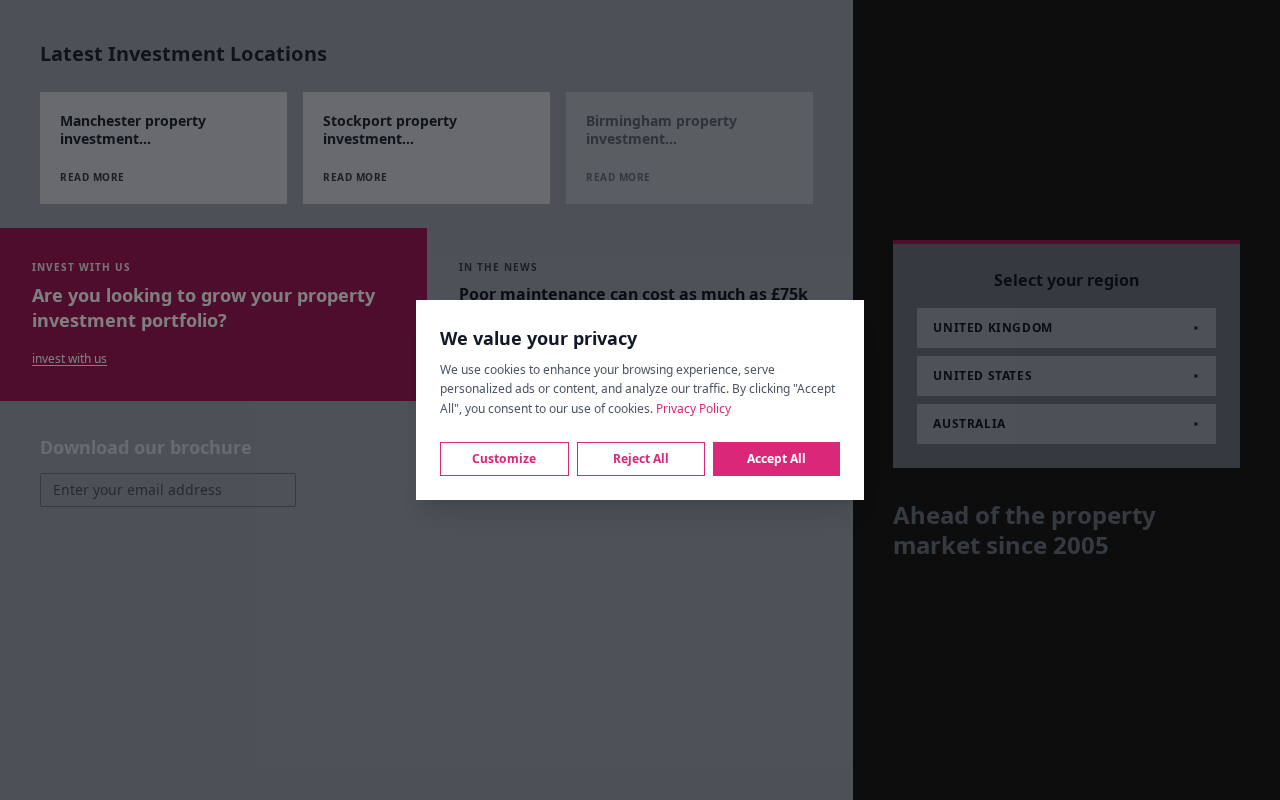 Latest Investment Locations
Manchester property
investment...
READ MORE
Stockport property
investment...
READ MORE
Birmingham property
investment...
READ MORE
INVEST WITH US
Are you looking to grow your property
investment portfolio?
invest with us
IN THE NEWS
Poor maintenance can cost as much as £75k
We value your privacy
We use cookies to enhance your browsing experience, serve
personalized ads or content, and analyze our traffic. By clicking "Accept
All", you consent to our use of cookies. Privacy Policy
Customize
Reject All
Accept All
Download our brochure
Enter your email address
Select your region
UNITED KINGDOM
UNITED STATES
AUSTRALIA
Ahead of the property
market since 2005